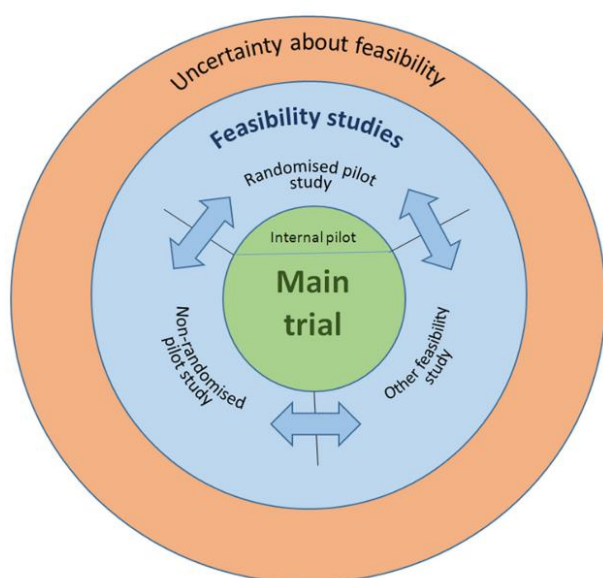 Uncertainty about feasibility
Feasibility studies
Randomised pilot
study
Internal pilot
Main
trial
Non-randomised
pilot study
Other feasibility
study